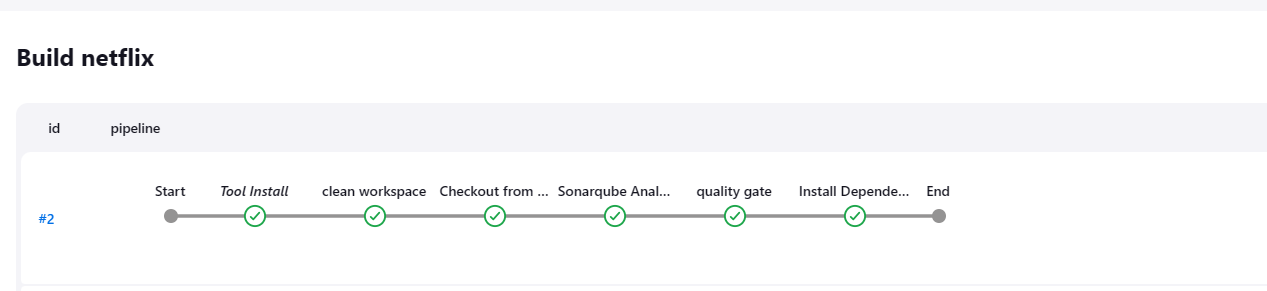 Build netflix
id pipeline
Start Tool Install clean workspace Checkout from ... Sonarqube Anal... quality gate Install Depende... End
#2